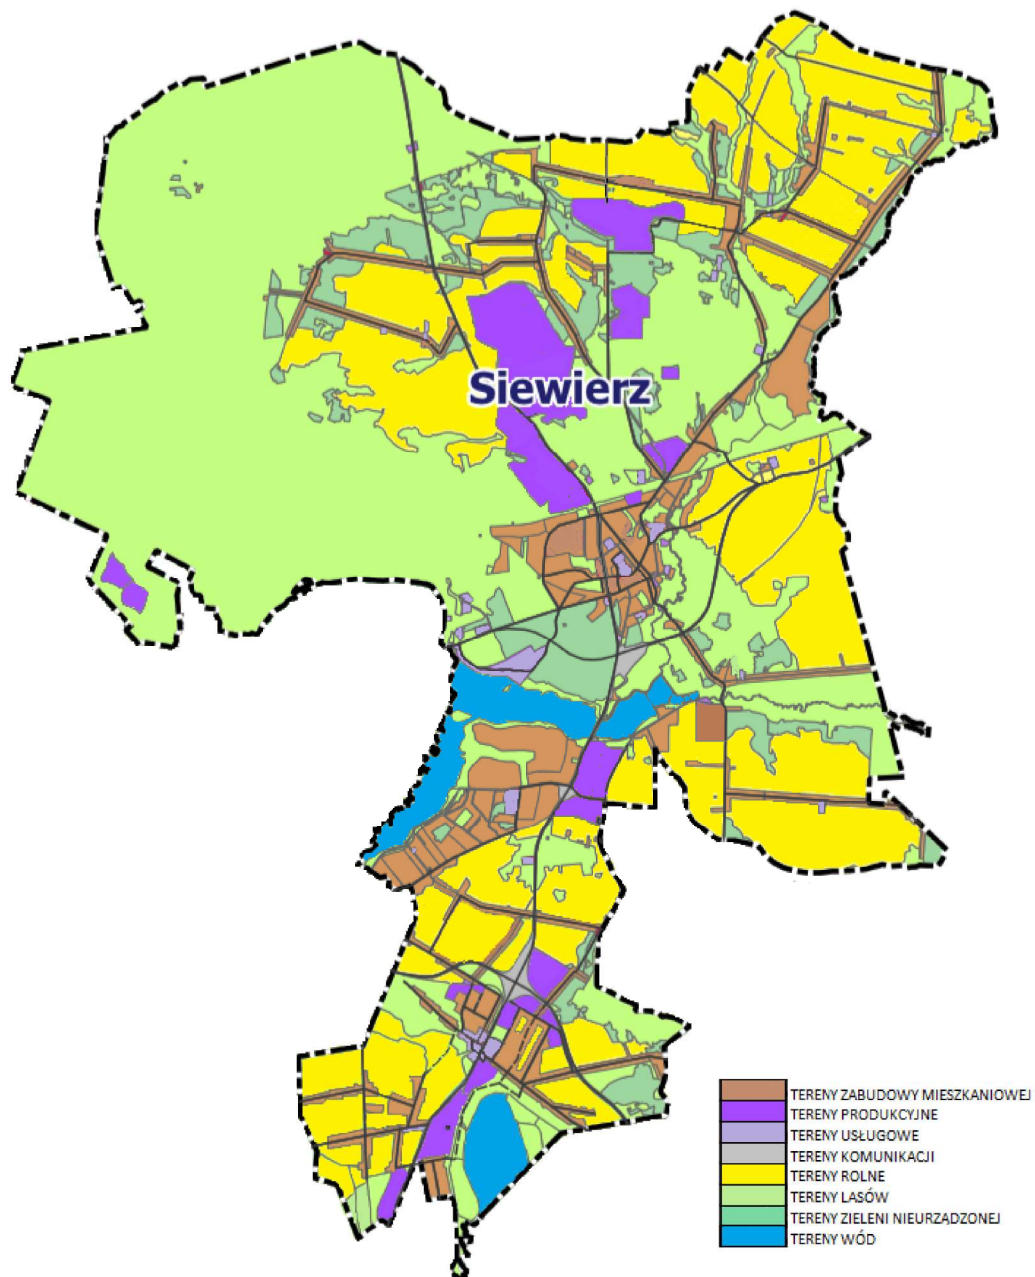 Siewierz
TERENY ZABUDOWY MIESZKANIOWEJ
TERENY PRODUKCYJNE
TERENY USŁUGOWE
TERENY KOMUNIKACJI
TERENY ROLNE
TERENY LASÓW
TERENY ZIELENI NIEURZĄDZONEJ
TERENY WÓD